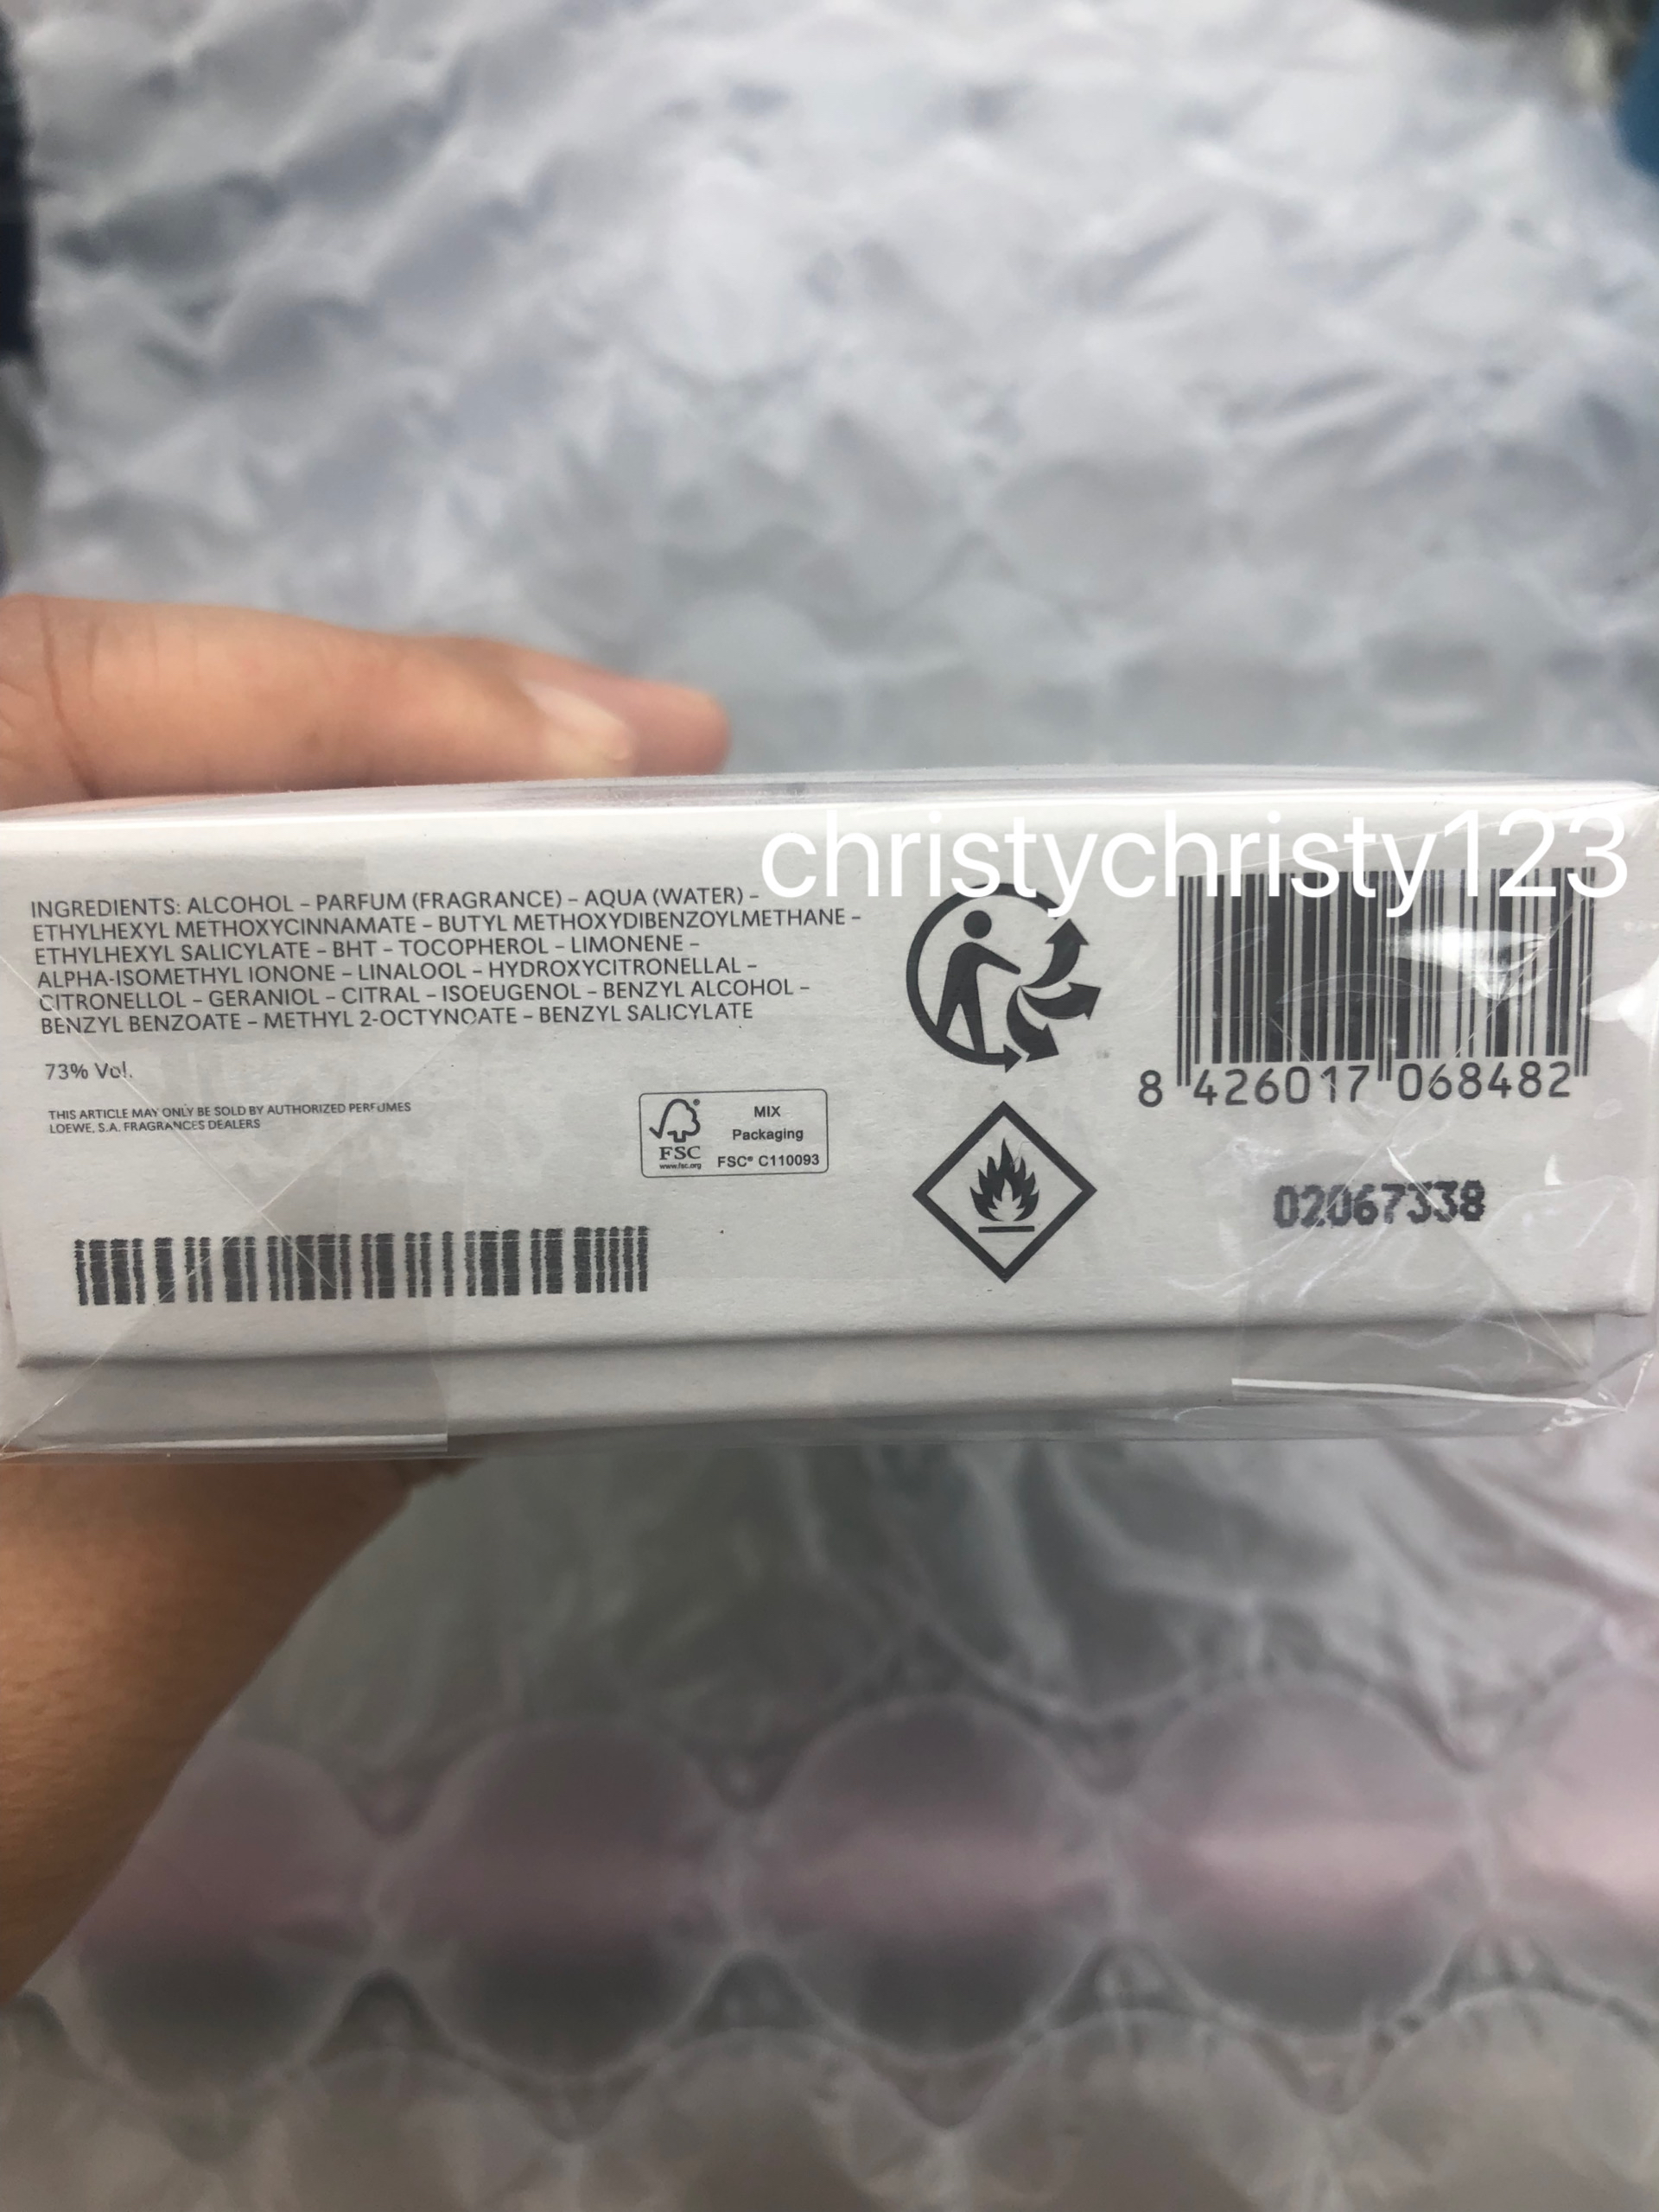 christychristy123
INGREDIENTS: ALCOHOL – PARFUM (FRAGRANCE) – AQUA (WATER) –
ETHYLHEXYL METHOXYCINNAMATE – BUTYL METHOXYDIBENZOYLMETHANE –
ETHYLHEXYL SALICYLATE – BHT – TOCOPHEROL – LIMONENE –
ALPHA-ISOMETHYL IONONE – LINALOOL – HYDROXYCITRONELLAL –
CITRONELLOL – GERANIOL – CITRAL – ISOEUGENOL – BENZYL ALCOHOL –
BENZYL BENZOATE – METHYL 2-OCTYNOATE – BENZYL SALICYLATE
73% Vol.
THIS ARTICLE MAY ONLY BE SOLD BY AUTHORIZED PERFUMES
LOEWE, S.A. FRAGRANCES DEALERS
FSC
www.fsc.org
MIX
Packaging
FSC® C110093
8 426017 068482
02067338